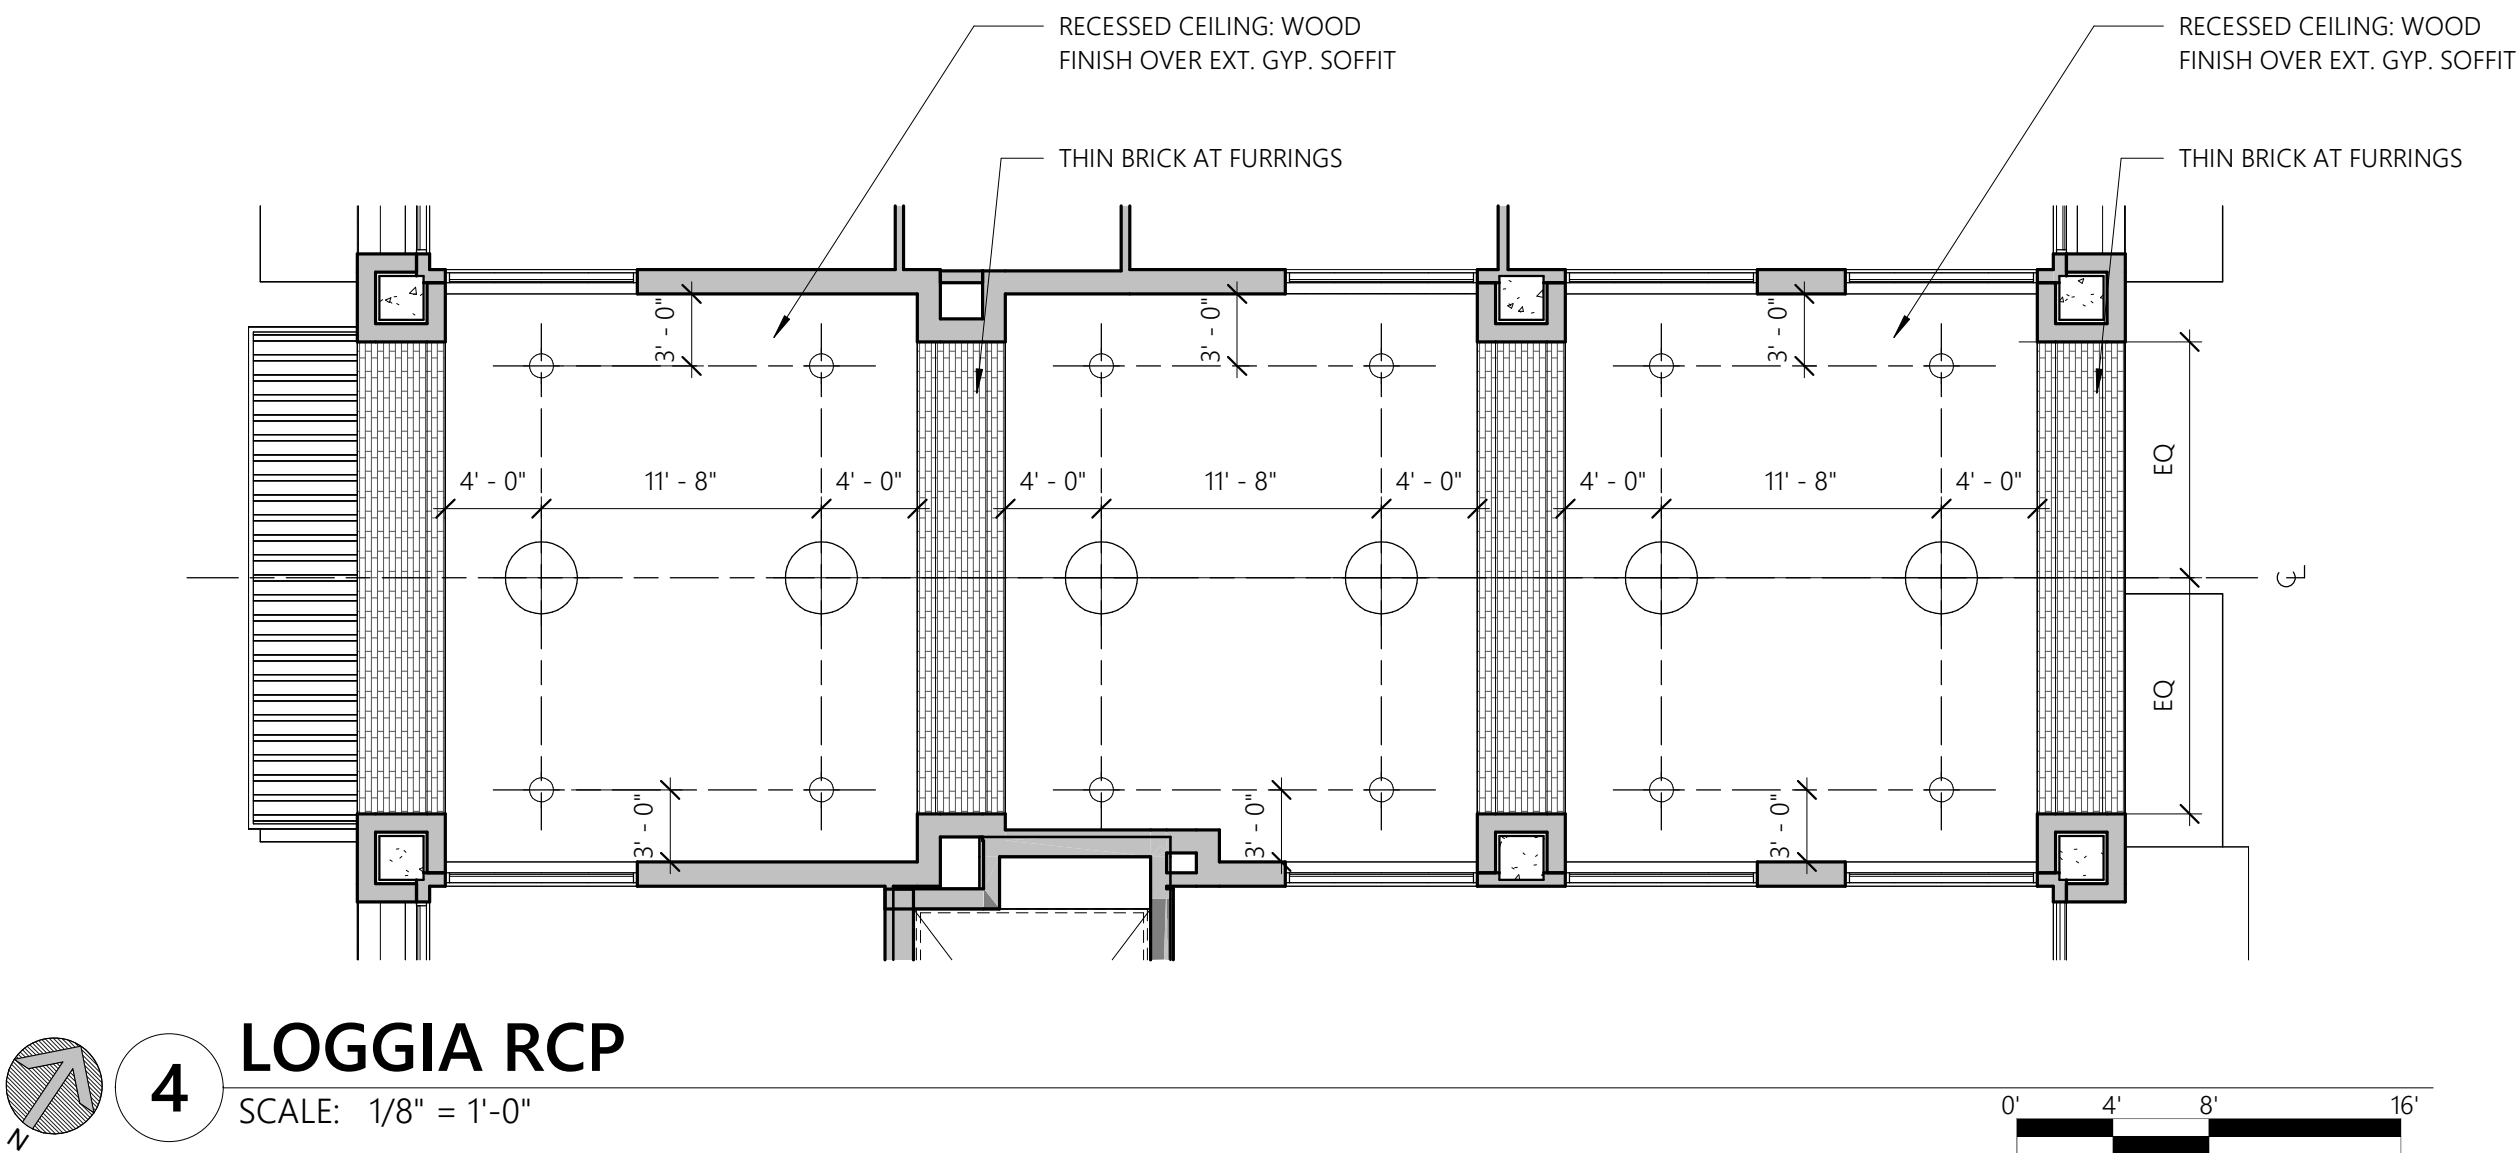 RECESSED CEILING: WOOD
FINISH OVER EXT. GYP. SOFFIT
RECESSED CEILING: WOOD
FINISH OVER EXT. GYP. SOFFIT
THIN BRICK AT FURRINGS
THIN BRICK AT FURRINGS
3' - 0"
3' - 0"
3' - 0"
4' - 0"
11' - 8"
4' - 0"
4' - 0"
11' - 8"
4' - 0"
4' - 0"
11' - 8"
4' - 0"
EQ
℄
EQ
3' - 0"
3' - 0"
3' - 0"
N
4
LOGGIA RCP
SCALE: 1/8" = 1'-0"
0' 4' 8' 16'